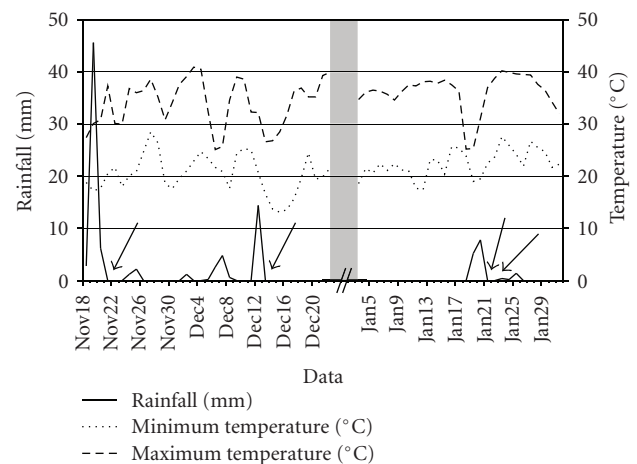 50 50
40 40
30 30
20 20
10 10
0 0
Rainfall (mm)
Temperature (°C)
Nov18 Nov22 Nov26 Nov30 Dec4 Dec8 Dec12 Dec16 Dec20 Jan5 Jan9 Jan13 Jan17 Jan21 Jan25 Jan29
Data
Rainfall (mm)
Minimum temperature (°C)
Maximum temperature (°C)